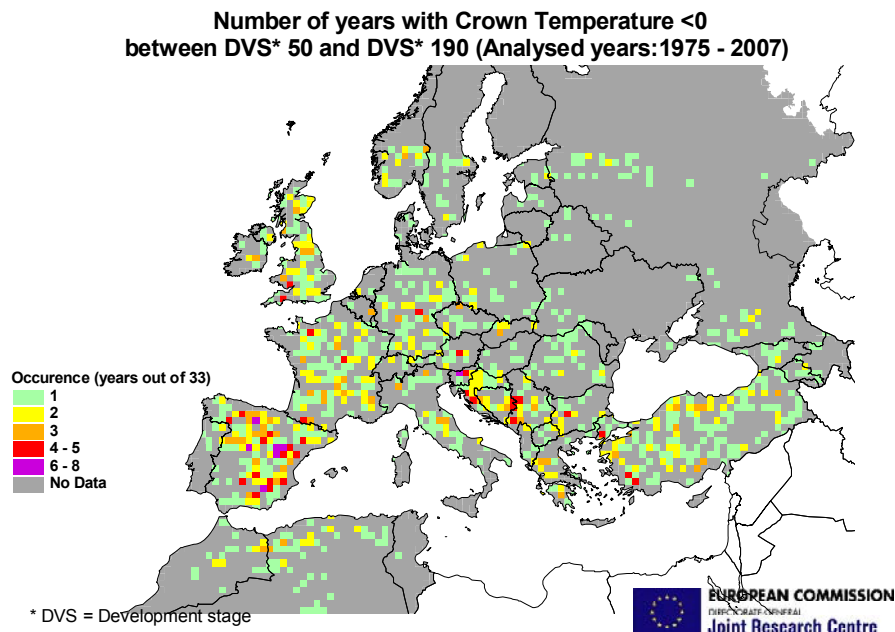 Number of years with Crown Temperature <0
between DVS* 50 and DVS* 190 (Analysed years:1975 - 2007)
Occurence (years out of 33)
1
2
3
4 - 5
6 - 8
No Data
* DVS = Development stage
EUROPEAN COMMISSION
DIRECTORATE-GENERAL
Joint Research Centre